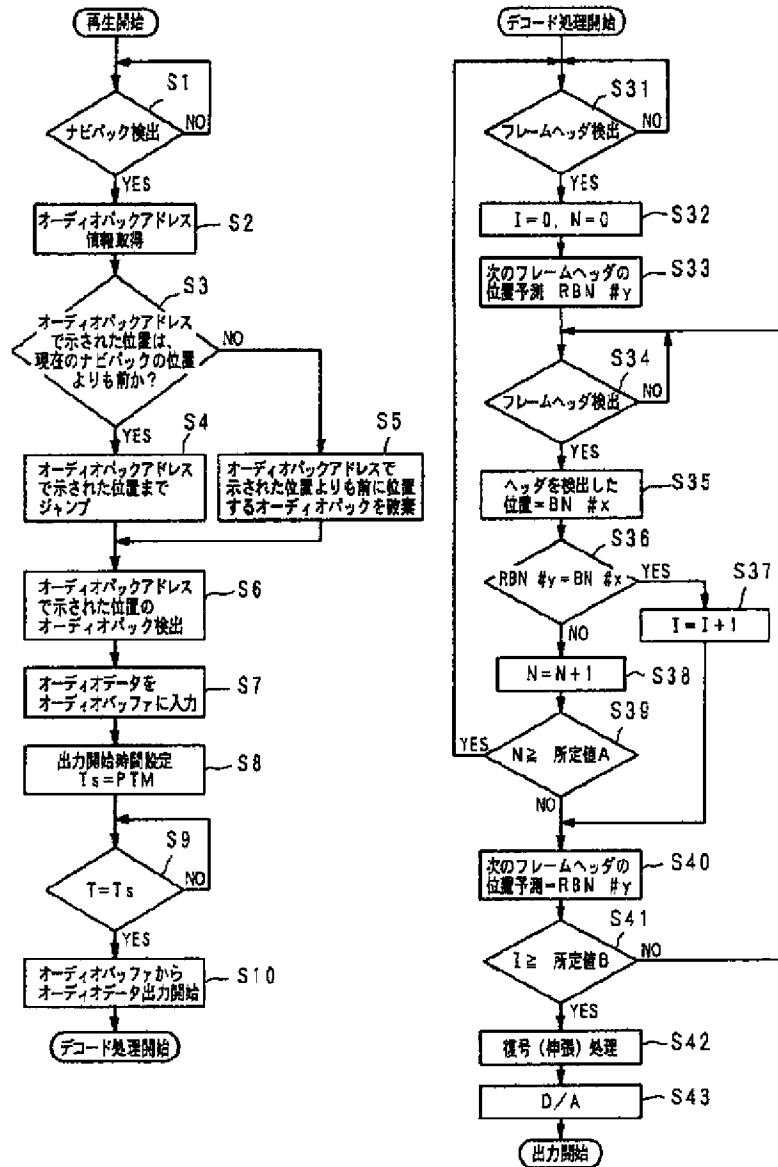 再生開始
S1
ナビパック検出
NO
YES
オーディオパックアドレス
情報取得
S2
S3
オーディオパックアドレス
で示された位置は、
現在のナビパックの位置
よりも前か？
NO
YES
S4
オーディオパックアドレス
で示された位置まで
ジャンプ
S5
オーディオパックアドレスで
示された位置よりも前に位置
するオーディオパックを破棄
オーディオパックアドレス
で示された位置の
オーディオパック検出
S6
オーディオデータを
オーディオバッファに入力
S7
出力開始時間設定
Ts=PTM
S8
S9
T=Ts
NO
YES
オーディオバッファから
オーディオデータ出力開始
S10
デコード処理開始
デコード処理開始
S31
フレームヘッダ検出
NO
YES
I=0, N=0
S32
次のフレームヘッダの
位置予測 RBN #y
S33
S34
フレームヘッダ検出
NO
YES
ヘッダを検出した
位置=BN #x
S35
S36
RBN #y=BN #x
YES
S37
I=I+1
NO
N=N+1
S38
S39
YES
N≧ 所定値A
NO
次のフレームヘッダの
位置予測=RBN #y
S40
S41
I≧ 所定値B
NO
YES
復号(伸張)処理
S42
D/A
S43
出力開始